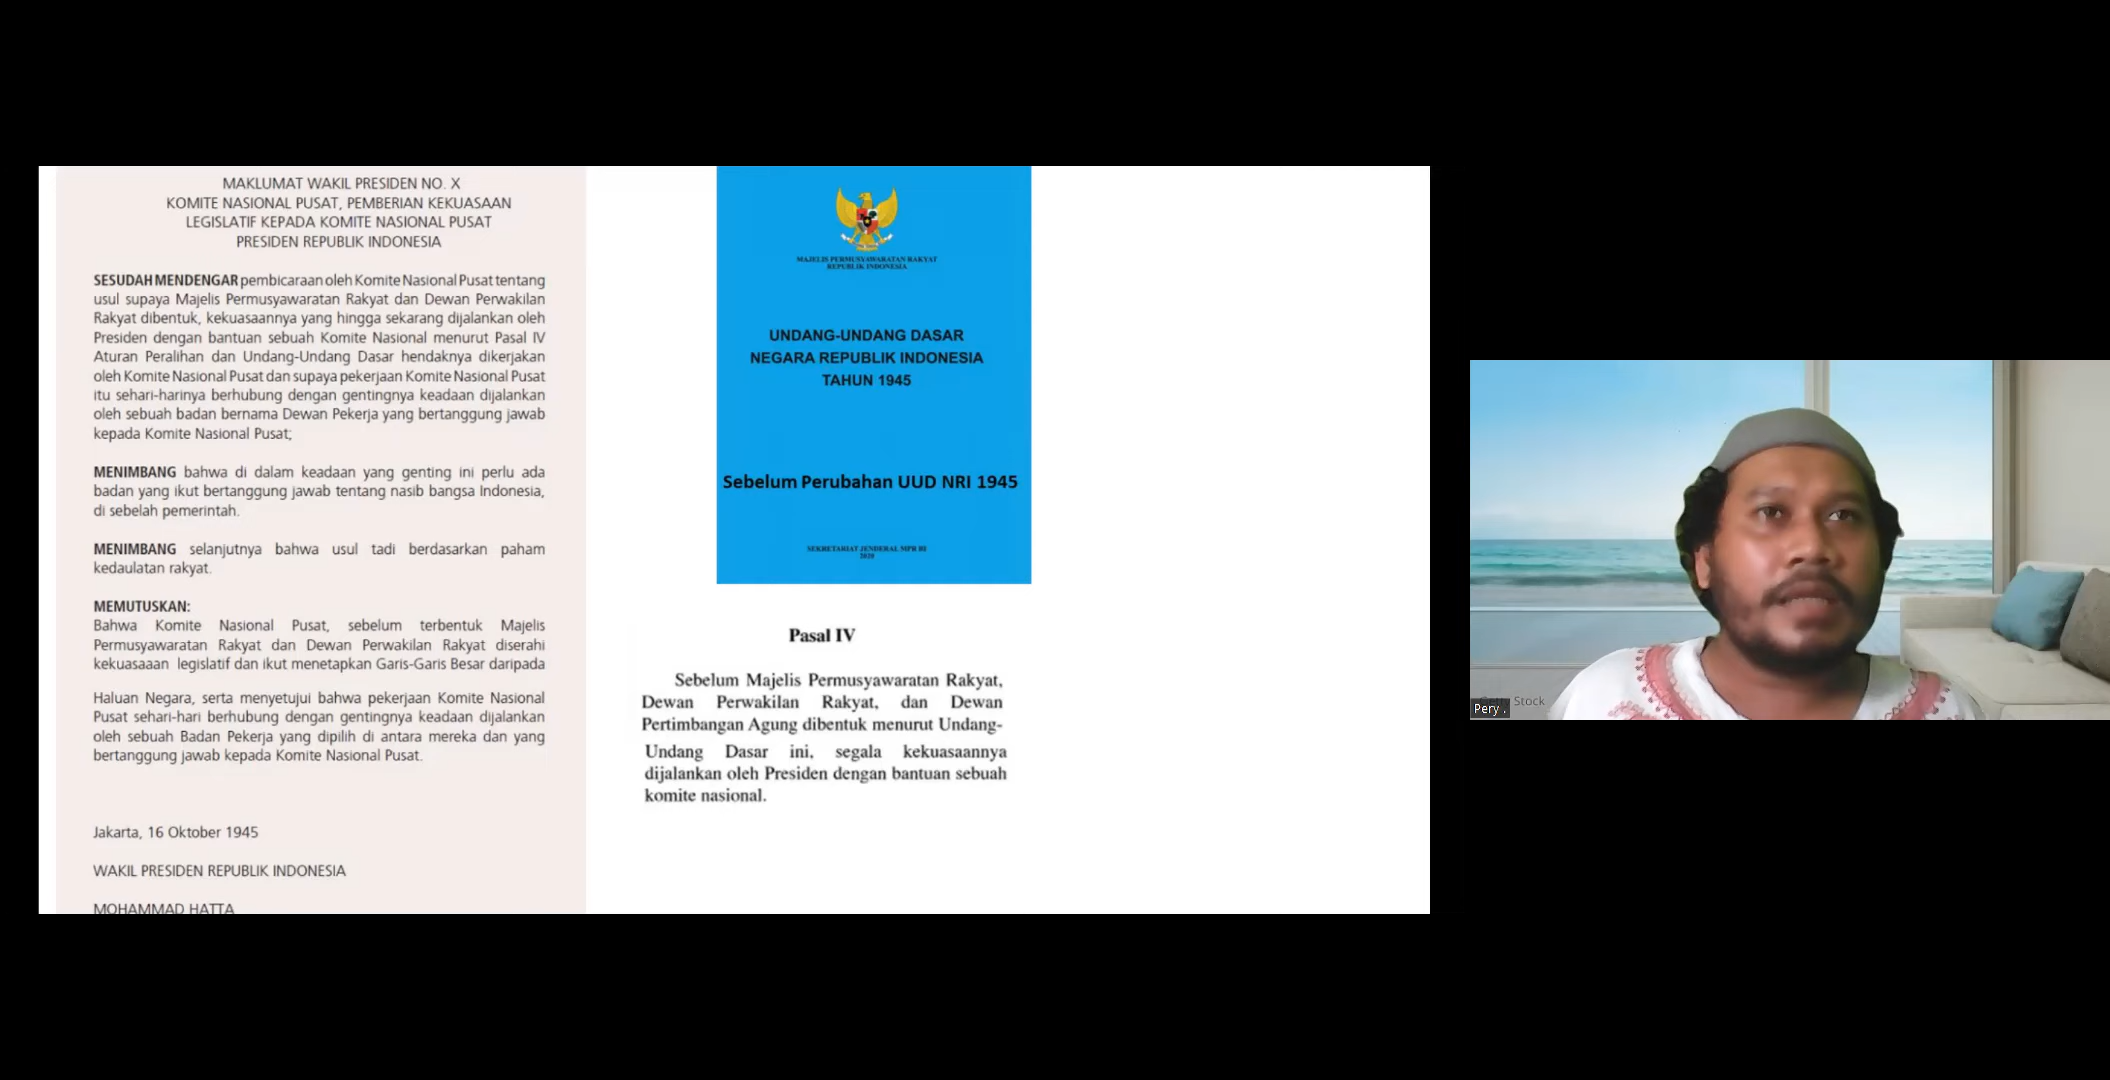 MAKLUMAT WAKIL PRESIDEN NO. X
KOMITE NASIONAL PUSAT, PEMBERIAN KEKUASAAN
LEGISLATIF KEPADA KOMITE NASIONAL PUSAT
PRESIDEN REPUBLIK INDONESIA
SESUDAH MENDENGAR pembicaraan oleh Komite Nasional Pusat tentang
usul supaya Majelis Permusyawaratan Rakyat dan Dewan Perwakilan
Rakyat dibentuk, kekuasaannya yang hingga sekarang dijalankan oleh
Presiden dengan bantuan sebuah Komite Nasional menurut Pasal IV
Aturan Peralihan dan Undang-Undang Dasar hendaknya dikerjakan
oleh Komite Nasional Pusat dan supaya pekerjaan Komite Nasional Pusat
itu sehari-harinya berhubung dengan gentingnya keadaan dijalankan
oleh sebuah badan bernama Dewan Pekerja yang bertanggung jawab
kepada Komite Nasional Pusat;
MENIMBANG bahwa di dalam keadaan yang genting ini perlu ada
badan yang ikut bertanggung jawab tentang nasib bangsa Indonesia,
di sebelah pemerintah.
MENIMBANG selanjutnya bahwa usul tadi berdasarkan paham
kedaulatan rakyat.
MEMUTUSKAN:
Bahwa Komite Nasional Pusat, sebelum terbentuk Majelis
Permusyawaratan Rakyat dan Dewan Perwakilan Rakyat diserahi
kekuasaaan legislatif dan ikut menetapkan Garis-Garis Besar daripada
Haluan Negara, serta menyetujui bahwa pekerjaan Komite Nasional
Pusat sehari-hari berhubung dengan gentingnya keadaan dijalankan
oleh sebuah Badan Pekerja yang dipilih di antara mereka dan yang
bertanggung jawab kepada Komite Nasional Pusat.
Jakarta, 16 Oktober 1945
WAKIL PRESIDEN REPUBLIK INDONESIA
MOHAMMAD HATTA
MAJELIS PERMUSYAWARATAN RAKYAT
REPUBLIK INDONESIA
UNDANG-UNDANG DASAR
NEGARA REPUBLIK INDONESIA
TAHUN 1945
Sebelum Perubahan UUD NRI 1945
SEKRETARIAT JENDERAL MPR RI
2020
Pasal IV
Sebelum Majelis Permusyawaratan Rakyat,
Dewan Perwakilan Rakyat, dan Dewan
Pertimbangan Agung dibentuk menurut Undang-
Undang Dasar ini, segala kekuasaannya
dijalankan oleh Presiden dengan bantuan sebuah
komite nasional.
Stock
Pery .